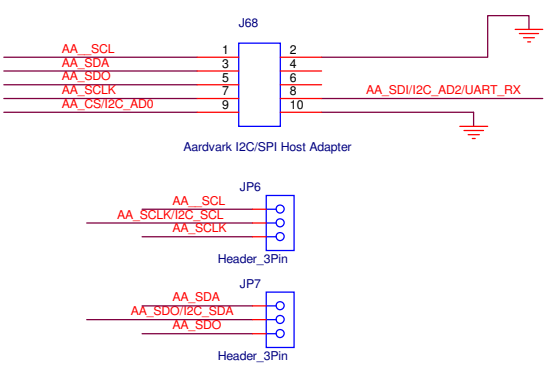 J68
AA__SCL 1 2
AA_SDA 3 4
AA_SDO 5 6
AA_SCLK 7 8 AA_SDI/I2C_AD2/UART_RX
AA_CS/I2C_AD0 9 10
Aardvark I2C/SPI Host Adapter
JP6
AA__SCL
AA_SCLK/I2C_SCL
AA_SCLK
Header_3Pin
JP7
AA_SDA
AA_SDO/I2C_SDA
AA_SDO
Header_3Pin